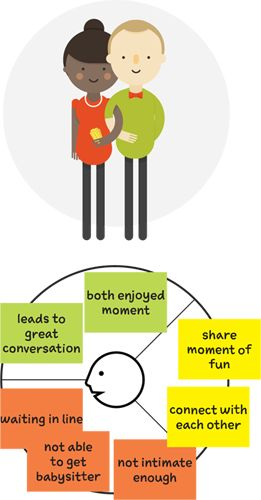 both enjoyed
moment
leads to
great
conversation
share
moment of
fun
connect with
each other
waiting in line
not able
to get
babysitter
not intimate
enough